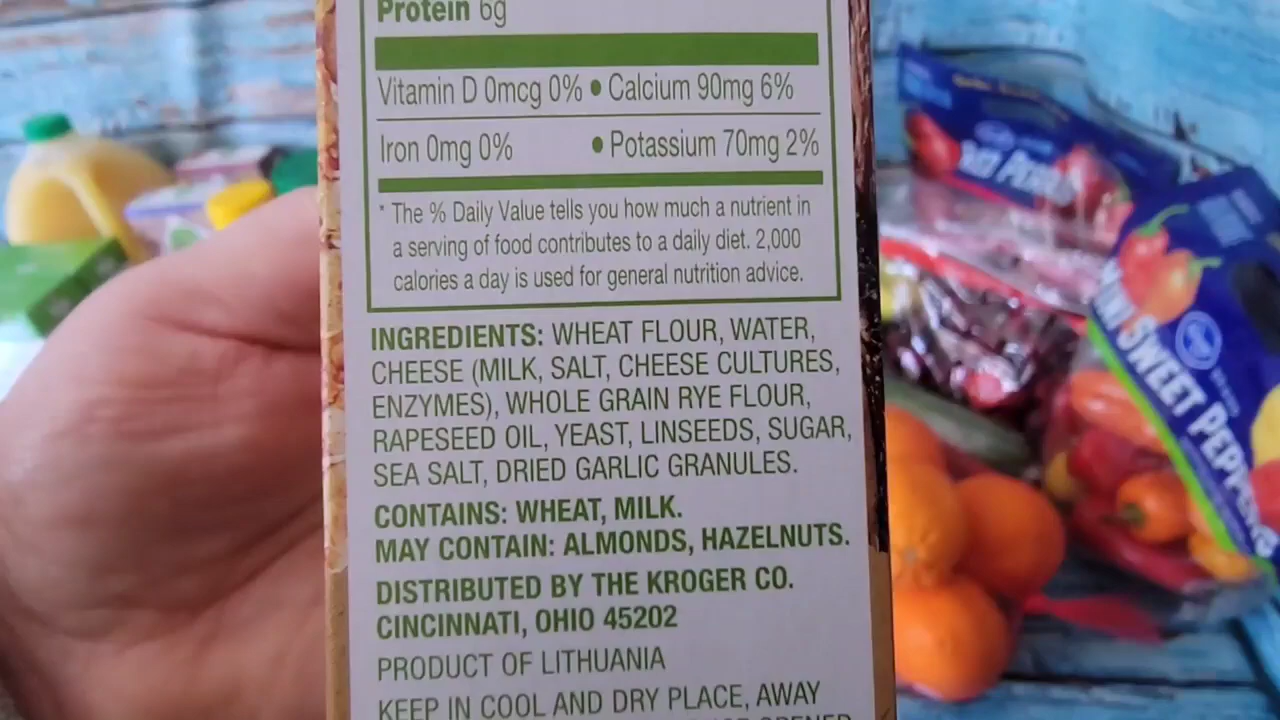 Protein 6g
Vitamin D 0mcg 0% • Calcium 90mg 6%
Iron 0mg 0% • Potassium 70mg 2%
* The % Daily Value tells you how much a nutrient in
a serving of food contributes to a daily diet. 2,000
calories a day is used for general nutrition advice.
INGREDIENTS: WHEAT FLOUR, WATER,
CHEESE (MILK, SALT, CHEESE CULTURES,
ENZYMES), WHOLE GRAIN RYE FLOUR,
RAPESEED OIL, YEAST, LINSEEDS, SUGAR,
SEA SALT, DRIED GARLIC GRANULES.
CONTAINS: WHEAT, MILK.
MAY CONTAIN: ALMONDS, HAZELNUTS.
DISTRIBUTED BY THE KROGER CO.
CINCINNATI, OHIO 45202
PRODUCT OF LITHUANIA
KEEP IN COOL AND DRY PLACE, AWAY
OPENED
MINI SWEET PEPPERS